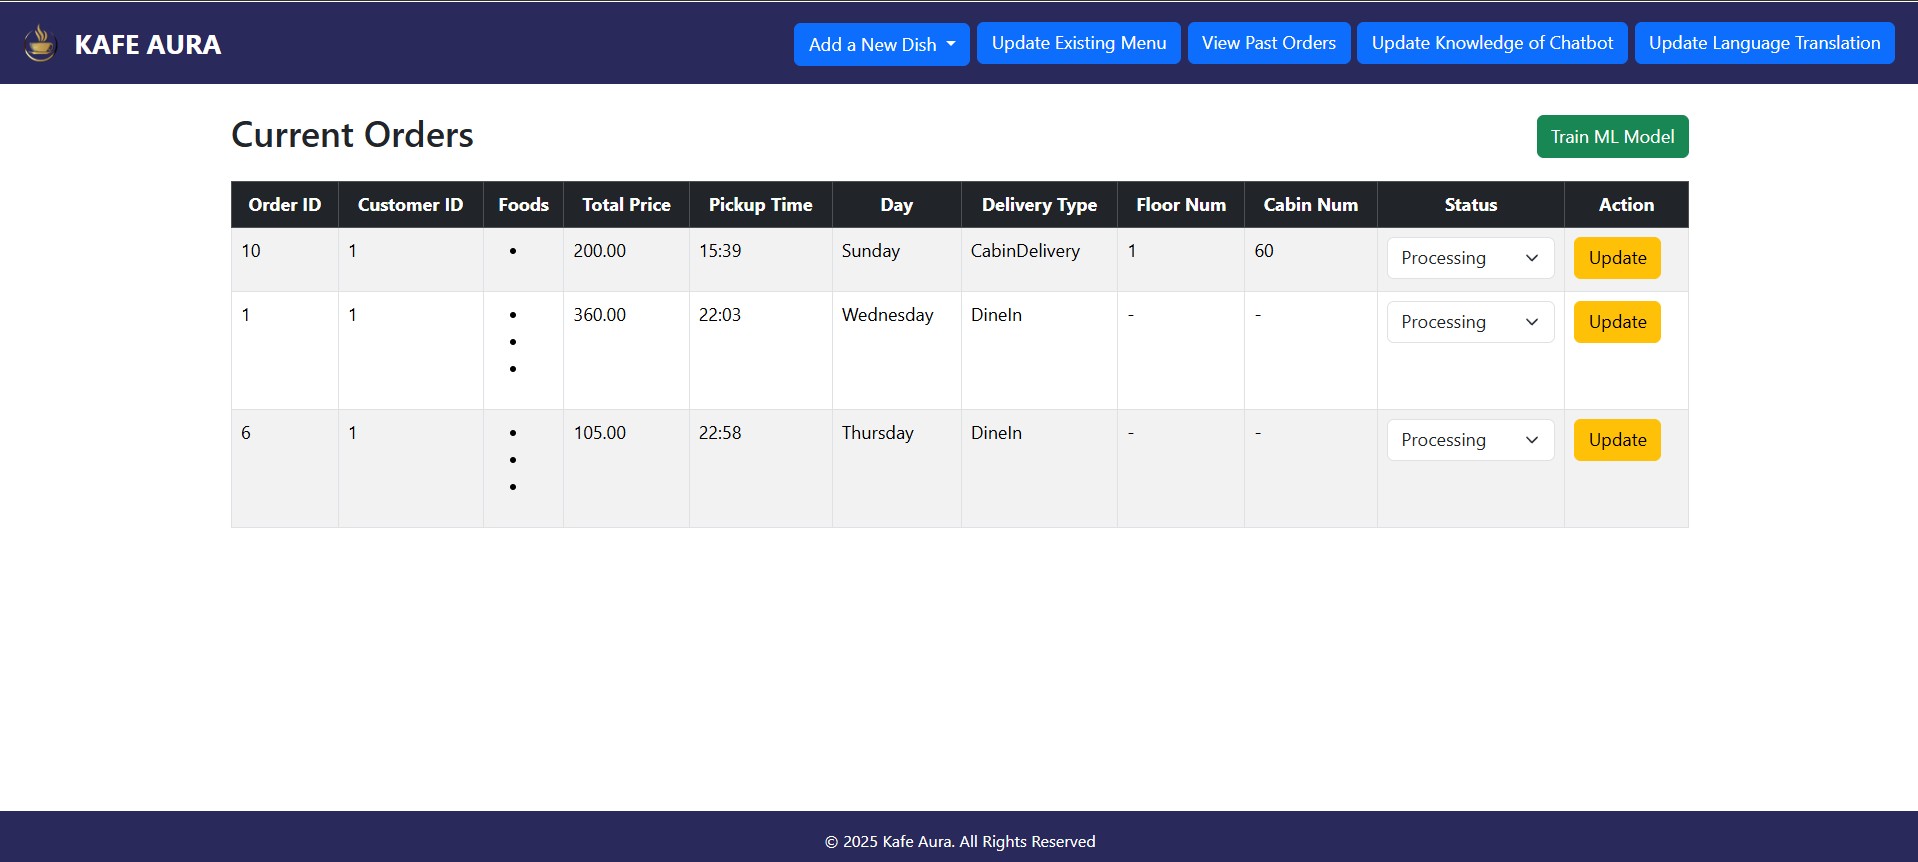 KAFE AURA
Add a New Dish Update Existing Menu View Past Orders Update Knowledge of Chatbot Update Language Translation
Current Orders
Train ML Model
Order ID Customer ID Foods Total Price Pickup Time Day Delivery Type Floor Num Cabin Num Status Action
10 1 • 200.00 15:39 Sunday CabinDelivery 1 60 Processing Update
1 1 • 360.00 22:03 Wednesday DineIn - - Processing Update
•
•
6 1 • 105.00 22:58 Thursday DineIn - - Processing Update
•
•
© 2025 Kafe Aura. All Rights Reserved